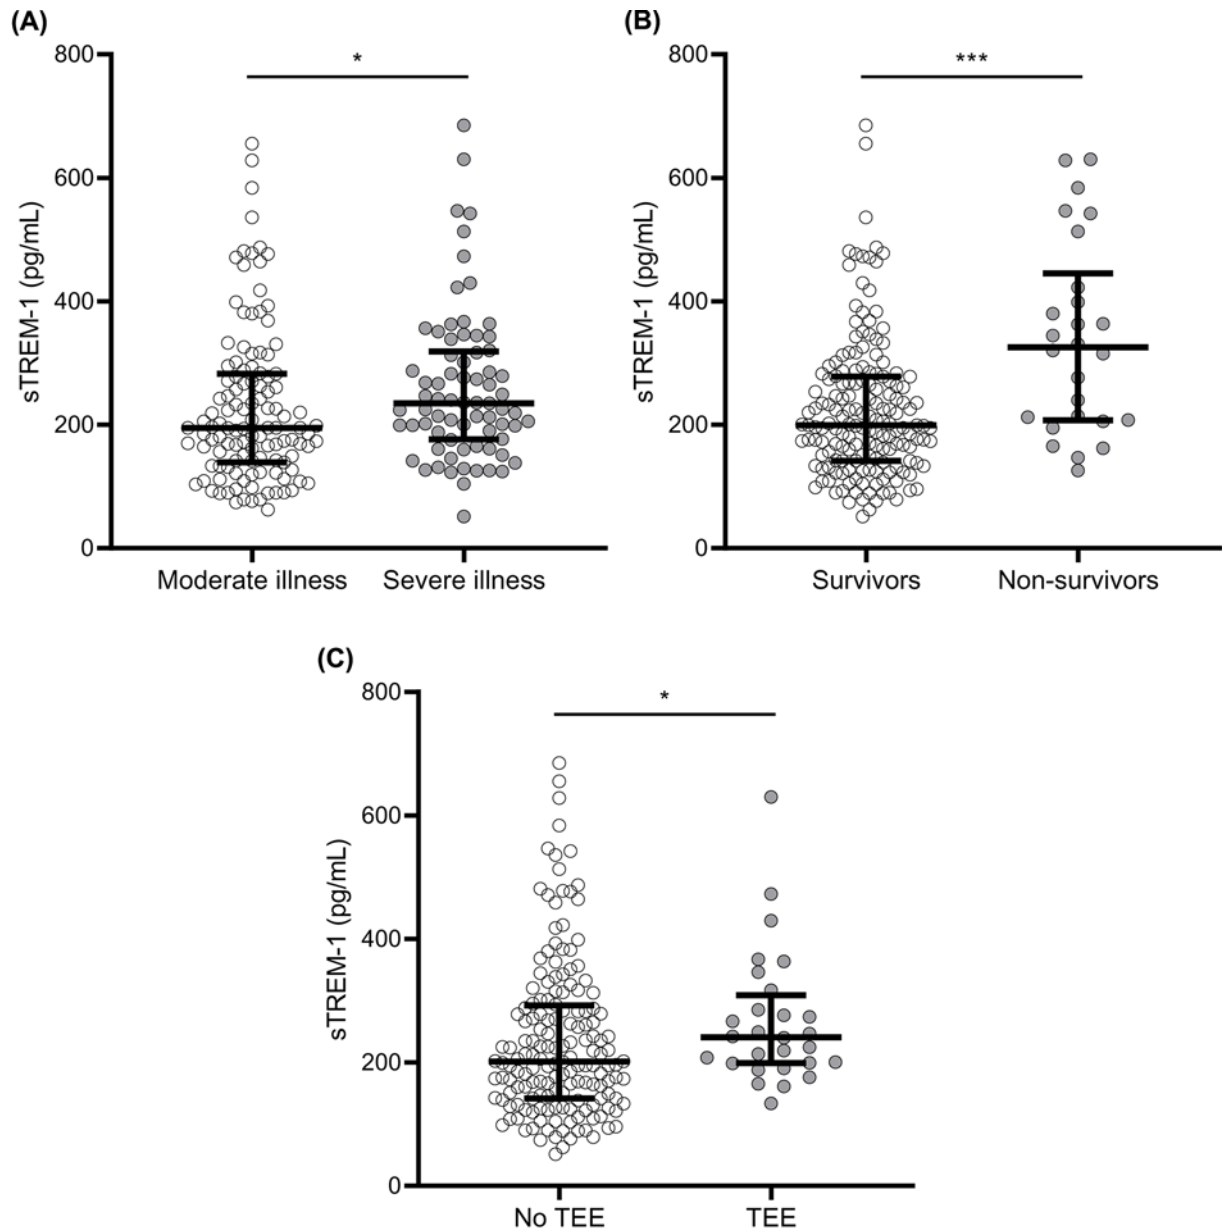 (A)
*
800
600
400
200
0
sTREM-1 (pg/mL)
Moderate illness Severe illness
(B)
***
800
600
400
200
0
sTREM-1 (pg/mL)
Survivors Non-survivors
(C)
*
800
600
400
200
0
sTREM-1 (pg/mL)
No TEE TEE